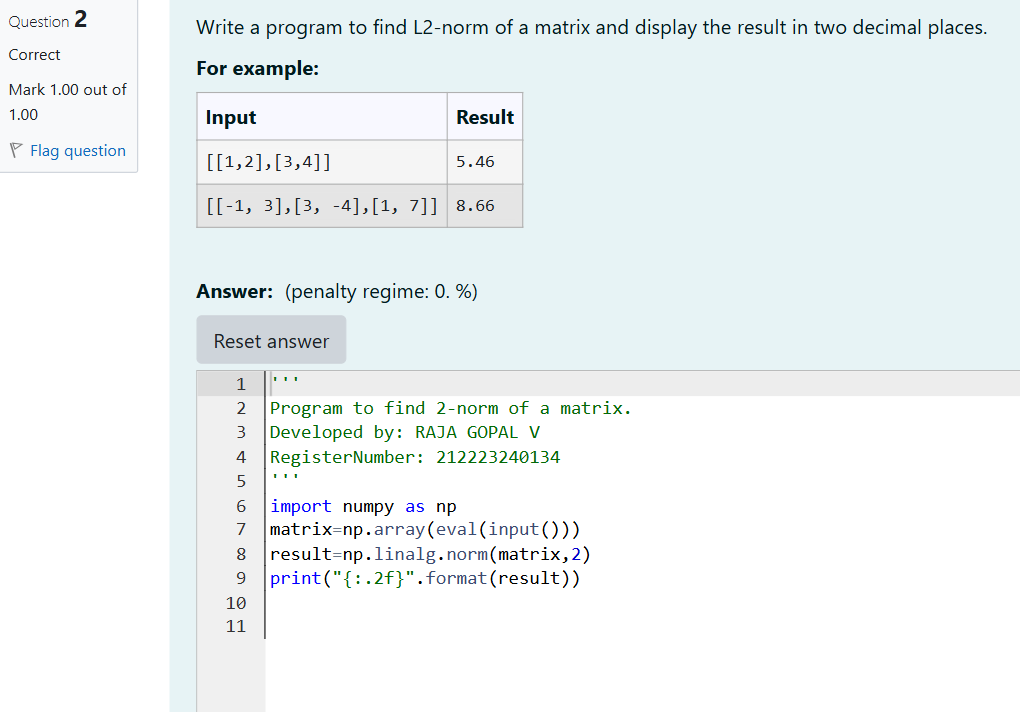 Question 2
Correct
Mark 1.00 out of
1.00
Flag question
Write a program to find L2-norm of a matrix and display the result in two decimal places.
For example:
Input Result
[[1,2],[3,4]] 5.46
[[-1, 3],[3, -4],[1, 7]] 8.66
Answer: (penalty regime: 0. %)
Reset answer
1 '''
2 Program to find 2-norm of a matrix.
3 Developed by: RAJA GOPAL V
4 RegisterNumber: 212223240134
5 '''
6 import numpy as np
7 matrix=np.array(eval(input()))
8 result=np.linalg.norm(matrix,2)
9 print("{:.2f}".format(result))
10
11